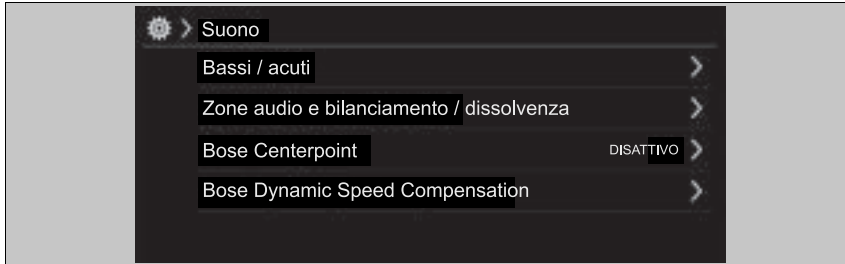 Suono
Bassi / acuti
Zone audio e bilanciamento / dissolvenza
Bose Centerpoint DISATTIVO
Bose Dynamic Speed Compensation